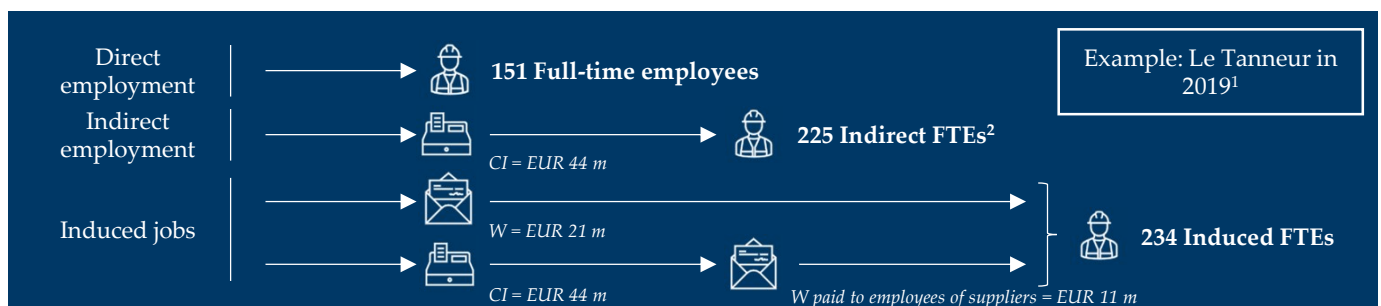 Direct
employment
151 Full-time employees
Example: Le Tanneur in
2019¹
Indirect
employment
225 Indirect FTEs²
CI = EUR 44 m
Induced jobs
W = EUR 21 m
234 Induced FTEs
CI = EUR 44 m
W paid to employees of suppliers = EUR 11 m